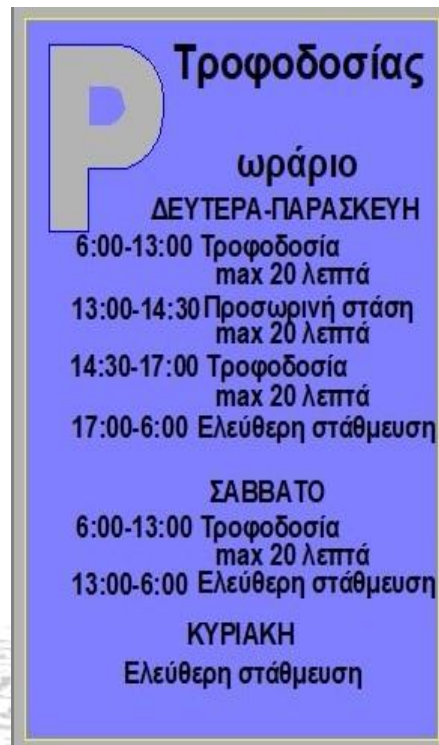 P Τροφοδοσίας
ωράριο
ΔΕΥΤΕΡΑ-ΠΑΡΑΣΚΕΥΗ
6:00-13:00 Τροφοδοσία
max 20 λεπτά
13:00-14:30 Προσωρινή στάση
max 20 λεπτά
14:30-17:00 Τροφοδοσία
max 20 λεπτά
17:00-6:00 Ελεύθερη στάθμευση
ΣΑΒΒΑΤΟ
6:00-13:00 Τροφοδοσία
max 20 λεπτά
13:00-6:00 Ελεύθερη στάθμευση
ΚΥΡΙΑΚΗ
Ελεύθερη στάθμευση